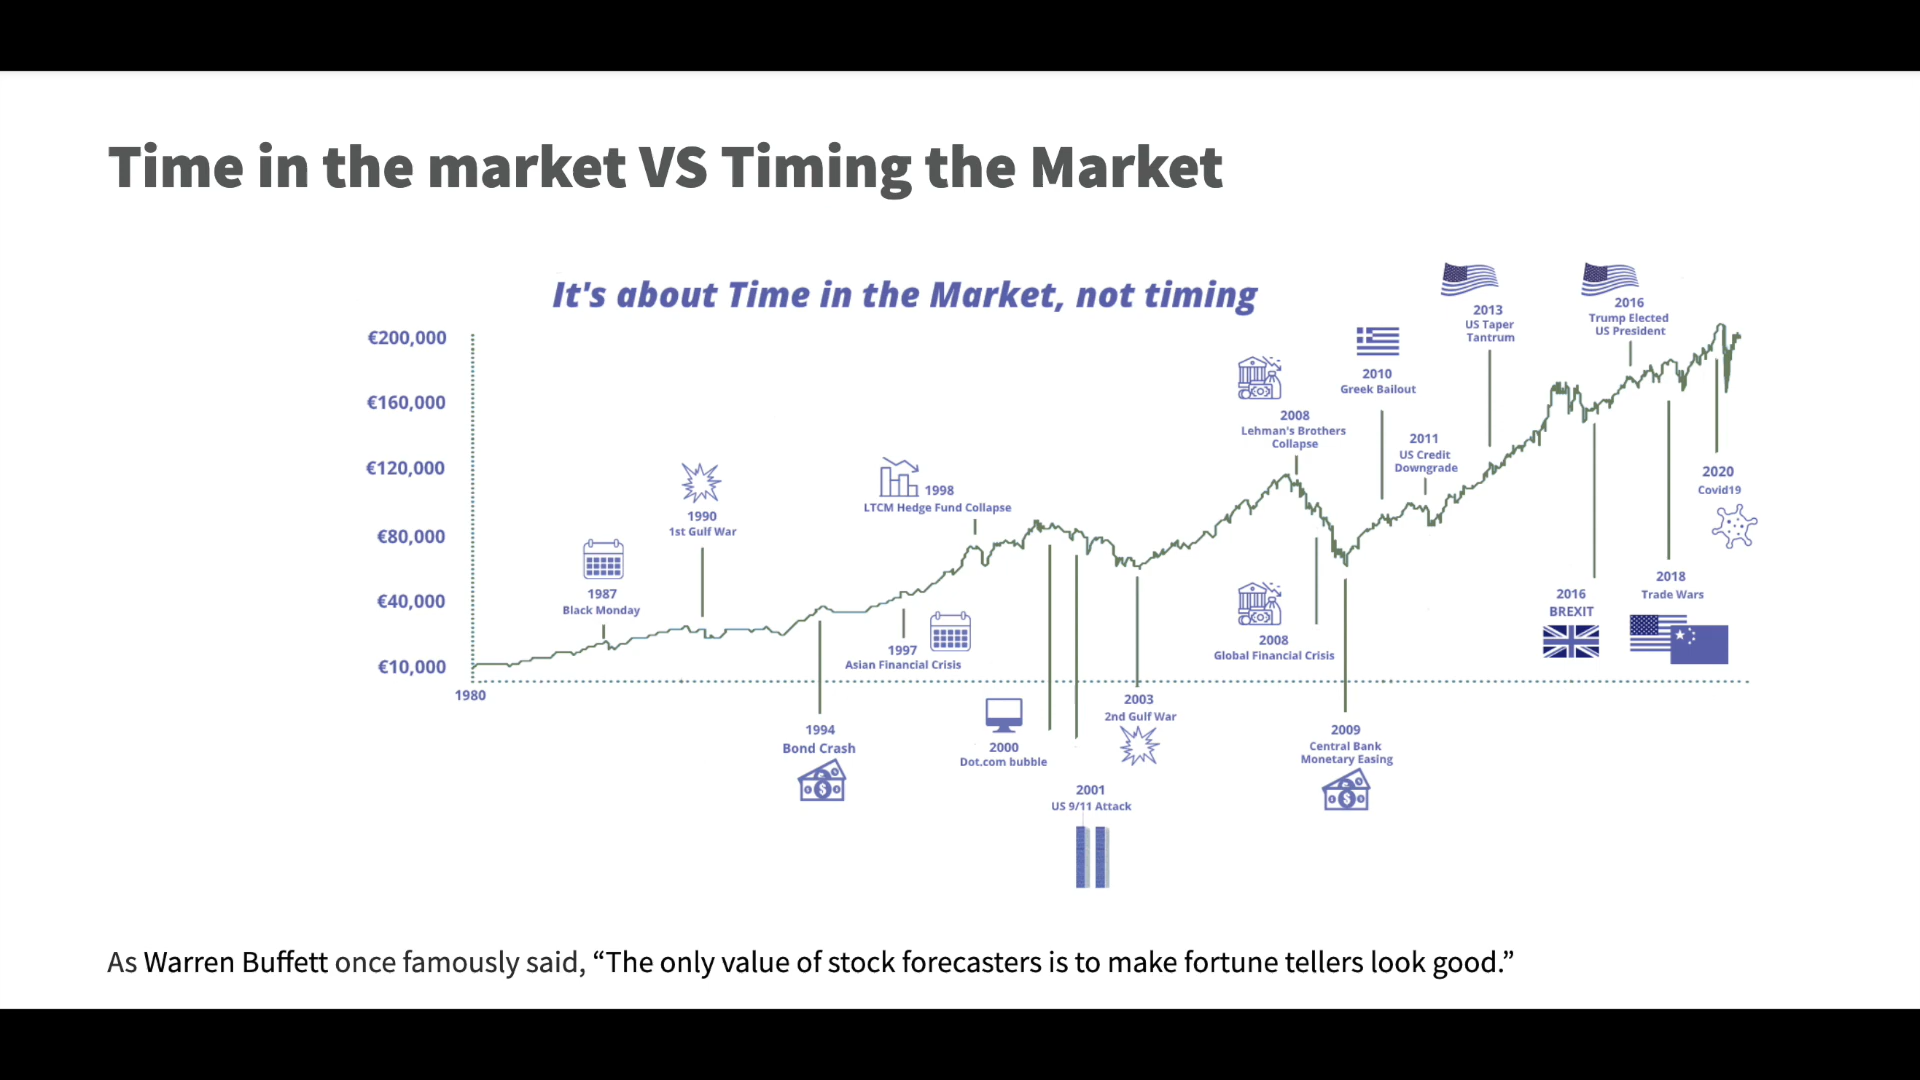 Time in the market VS Timing the Market
It's about Time in the Market, not timing
€200,000
€160,000
€120,000
€80,000
€40,000
€10,000
1980
1987
Black Monday
1990
1st Gulf War
1994
Bond Crash
1997
Asian Financial Crisis
1998
LTCM Hedge Fund Collapse
2000
Dot.com bubble
2001
US 9/11 Attack
2003
2nd Gulf War
2008
Lehman's Brothers
Collapse
2008
Global Financial Crisis
2009
Central Bank
Monetary Easing
2010
Greek Bailout
2011
US Credit
Downgrade
2013
US Taper
Tantrum
2016
BREXIT
2016
Trump Elected
US President
2018
Trade Wars
2020
Covid19
As Warren Buffett once famously said, “The only value of stock forecasters is to make fortune tellers look good.”